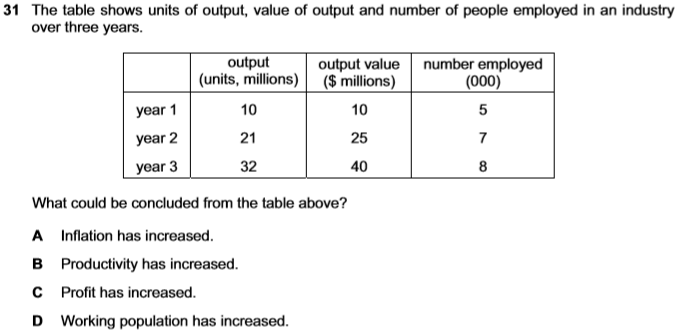 31 The table shows units of output, value of output and number of people employed in an industry
over three years.
output (units, millions) output value ($ millions) number employed (000)
year 1 10 10 5
year 2 21 25 7
year 3 32 40 8
What could be concluded from the table above?
A Inflation has increased.
B Productivity has increased.
C Profit has increased.
D Working population has increased.